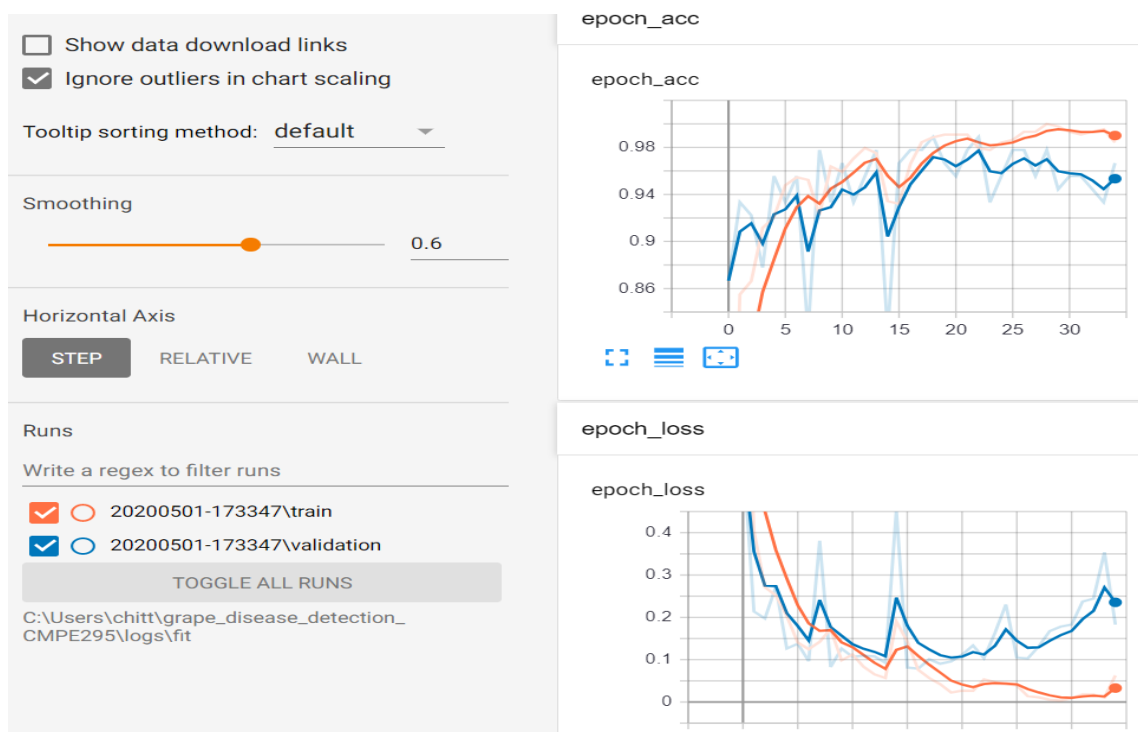 Show data download links
Ignore outliers in chart scaling
Tooltip sorting method: default
Smoothing
0.6
Horizontal Axis
STEP RELATIVE WALL
Runs
Write a regex to filter runs
20200501-173347\train
20200501-173347\validation
TOGGLE ALL RUNS
C:\Users\chitt\grape_disease_detection_
CMPE295\logs\fit
epoch_acc
epoch_acc
0.98
0.94
0.9
0.86
0 5 10 15 20 25 30
epoch_loss
epoch_loss
0.4
0.3
0.2
0.1
0